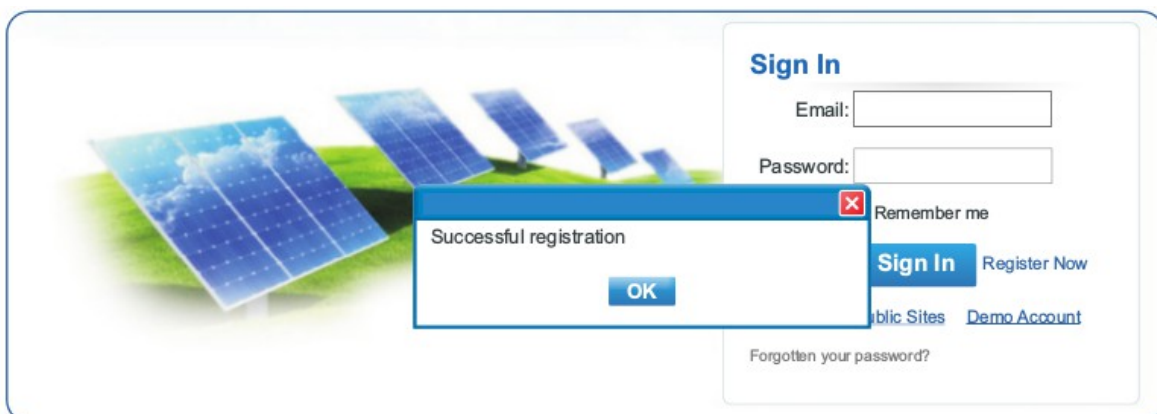 Sign In
Email:
Password:
Remember me
Successful registration
OK
Sign In Register Now
Sites Demo Account
Forgotten your password?